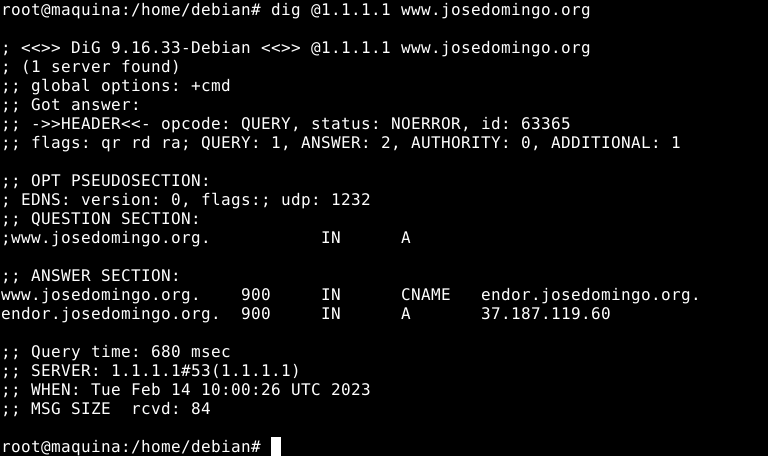 root@maquina:/home/debian# dig @1.1.1.1 www.josedomingo.org
; <<>> DiG 9.16.33-Debian <<>> @1.1.1.1 www.josedomingo.org
; (1 server found)
;; global options: +cmd
;; Got answer:
;; ->>HEADER<<- opcode: QUERY, status: NOERROR, id: 63365
;; flags: qr rd ra; QUERY: 1, ANSWER: 2, AUTHORITY: 0, ADDITIONAL: 1
;; OPT PSEUDOSECTION:
; EDNS: version: 0, flags:; udp: 1232
;; QUESTION SECTION:
;www.josedomingo.org.           IN      A
;; ANSWER SECTION:
www.josedomingo.org.    900     IN      CNAME   endor.josedomingo.org.
endor.josedomingo.org.  900     IN      A       37.187.119.60
;; Query time: 680 msec
;; SERVER: 1.1.1.1#53(1.1.1.1)
;; WHEN: Tue Feb 14 10:00:26 UTC 2023
;; MSG SIZE  rcvd: 84
root@maquina:/home/debian#